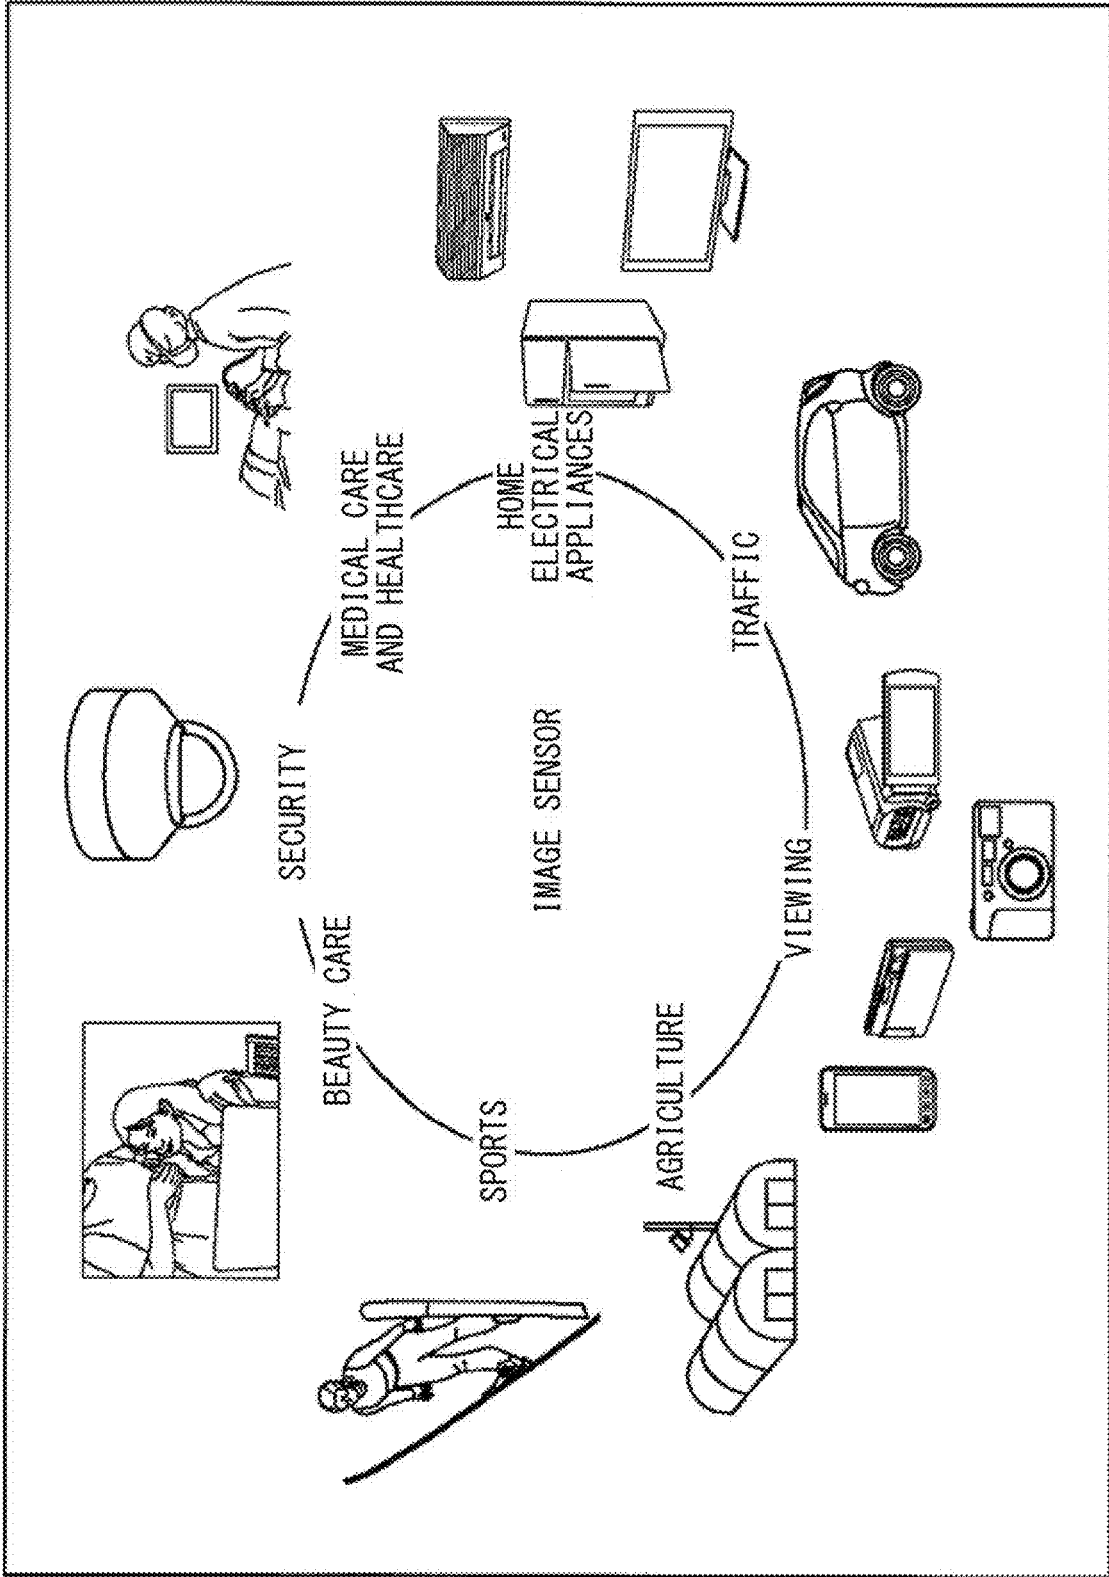 SECURITY
BEAUTY CARE
MEDICAL CARE
AND HEALTHCARE
SPORTS
IMAGE SENSOR
HOME
ELECTRICAL
APPLIANCES
AGRICULTURE
TRAFFIC
VIEWING